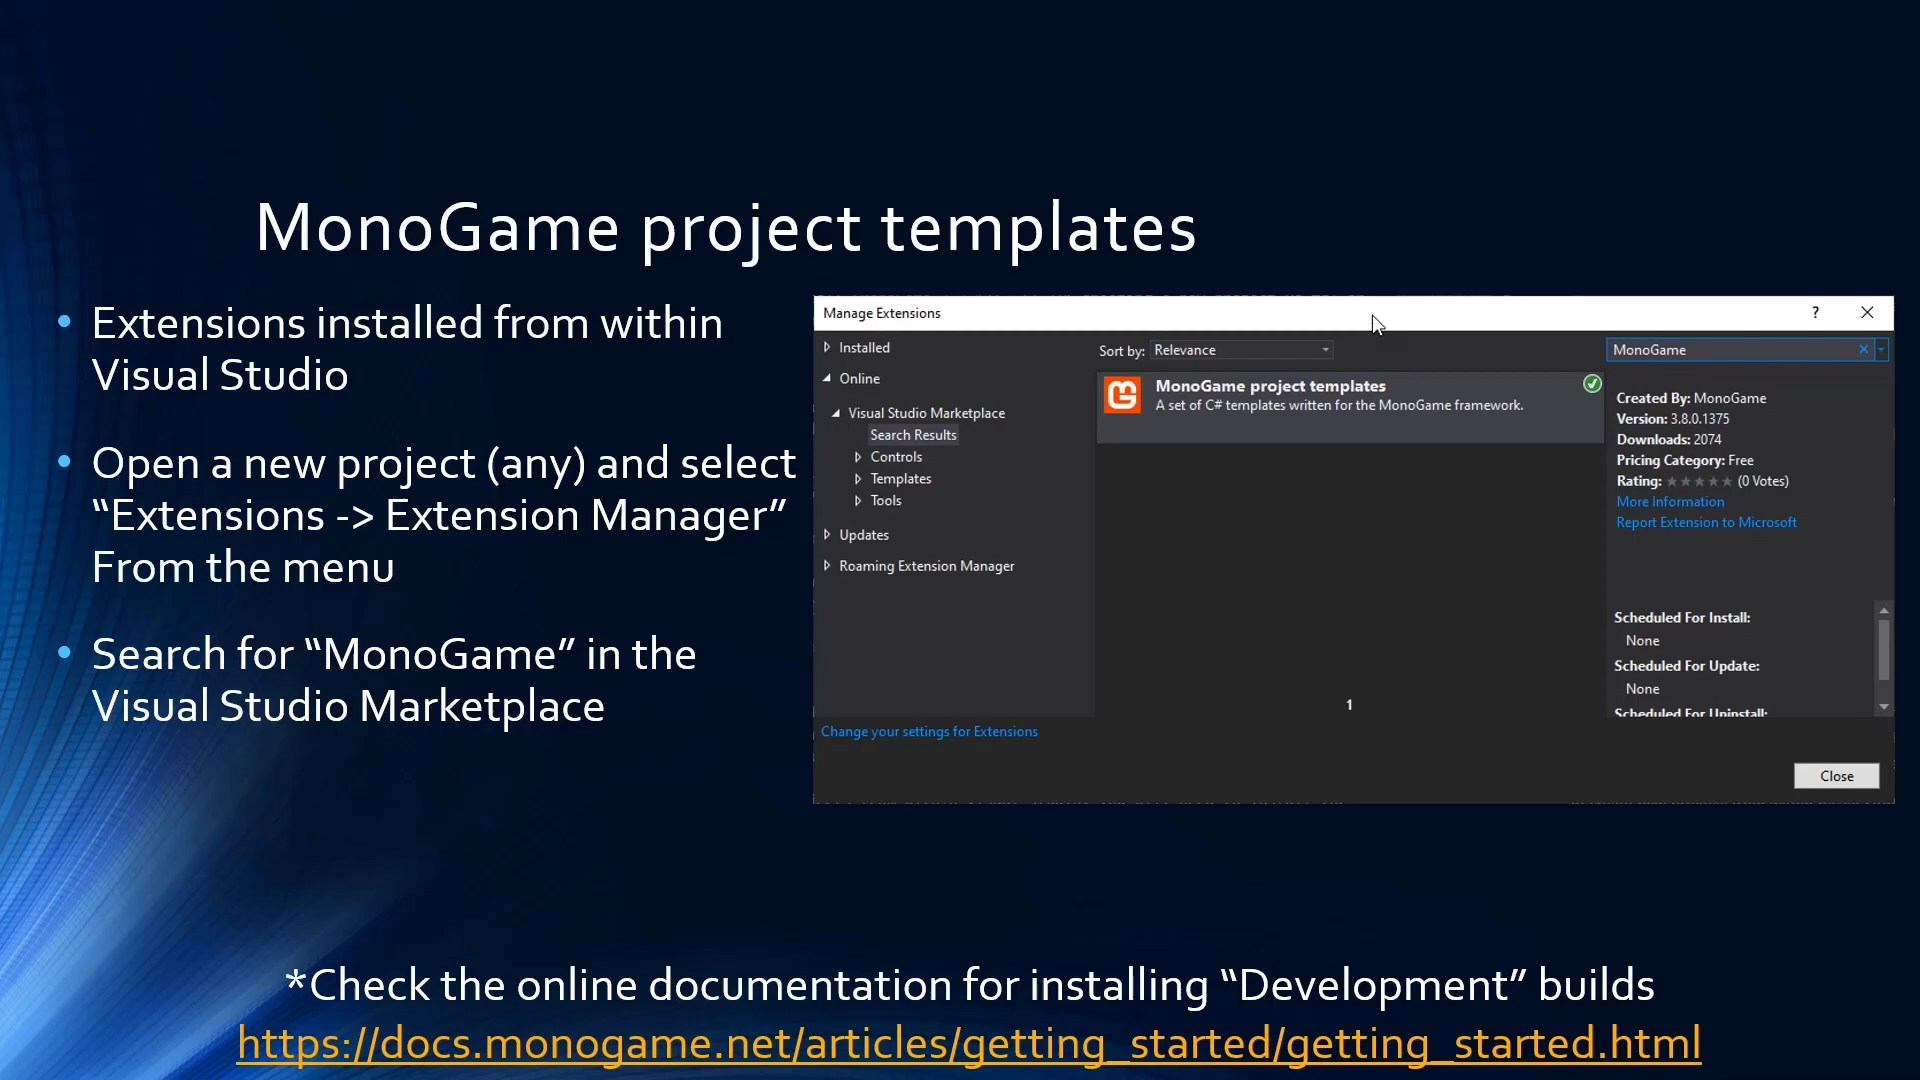 MonoGame project templates
• Extensions installed from within
Visual Studio
• Open a new project (any) and select
“Extensions -> Extension Manager”
From the menu
• Search for “MonoGame” in the
Visual Studio Marketplace
Manage Extensions
?
Installed
Online
Visual Studio Marketplace
Search Results
Controls
Templates
Tools
Updates
Roaming Extension Manager
Change your settings for Extensions
Sort by: Relevance
MonoGame project templates
A set of C# templates written for the MonoGame framework.
1
MonoGame
Created By: MonoGame
Version: 3.8.0.1375
Downloads: 2074
Pricing Category: Free
Rating: ★★★★★ (0 Votes)
More Information
Report Extension to Microsoft
Scheduled For Install:
None
Scheduled For Update:
None
Scheduled For Uninstall:
Close
*Check the online documentation for installing “Development” builds
https://docs.monogame.net/articles/getting_started/getting_started.html